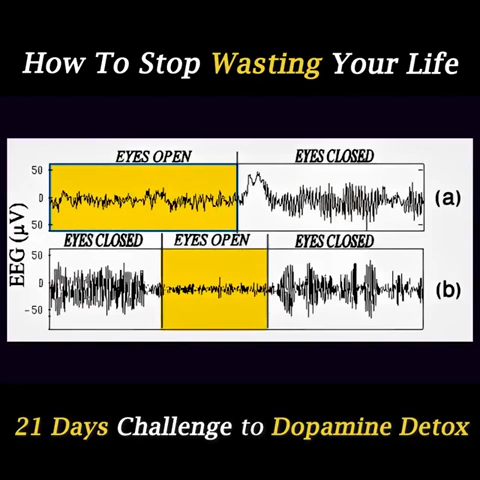 How To Stop Wasting Your Life
EYES OPEN EYES CLOSED
50
0
-50
(a)
EYES CLOSED EYES OPEN EYES CLOSED
50
0
-50
(b)
EEG (μV)
21 Days Challenge to Dopamine Detox